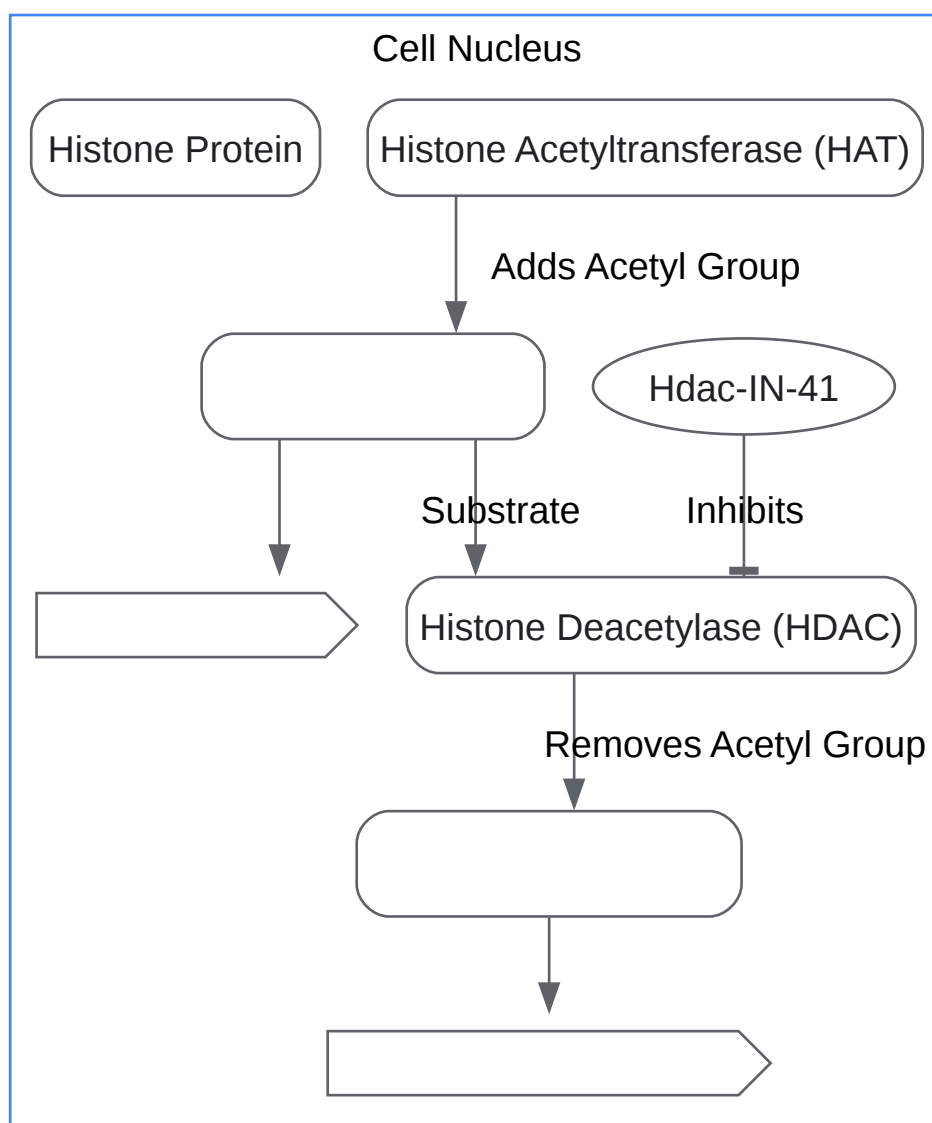 Cell Nucleus
Histone Protein
Histone Acetyltransferase (HAT)
Adds Acetyl Group
Hdac-IN-41
Substrate
Inhibits
Histone Deacetylase (HDAC)
Removes Acetyl Group